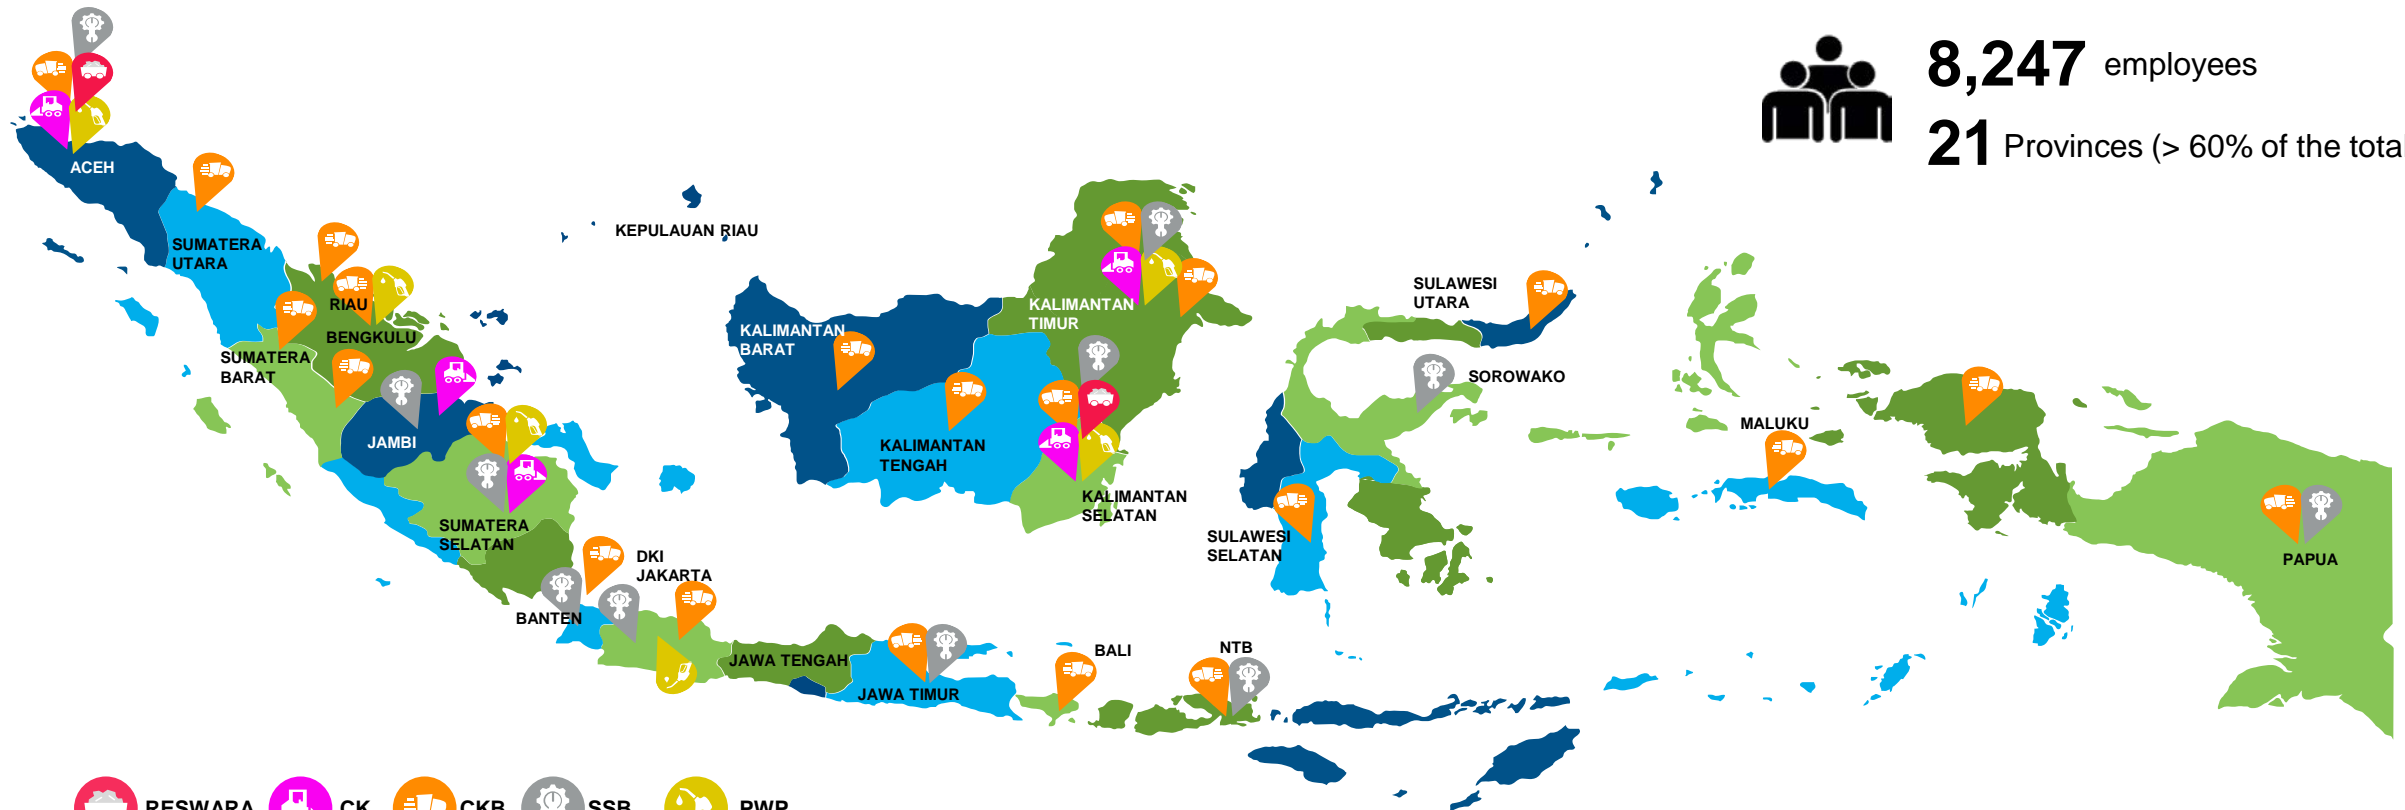 8,247 employees
21 Provinces (> 60% of the total
ACEH
SUMATERA
UTARA
KEPULAUAN RIAU
RIAU
BENGKULU
SUMATERA
BARAT
JAMBI
SUMATERA
SELATAN
DKI
JAKARTA
BANTEN
JAWA TENGAH
JAWA TIMUR
BALI
NTB
KALIMANTAN
BARAT
KALIMANTAN
TIMUR
KALIMANTAN
TENGAH
KALIMANTAN
SELATAN
SULAWESI
UTARA
SOROWAKO
SULAWESI
SELATAN
MALUKU
PAPUA
RESWARA CK CKB SSB PWP